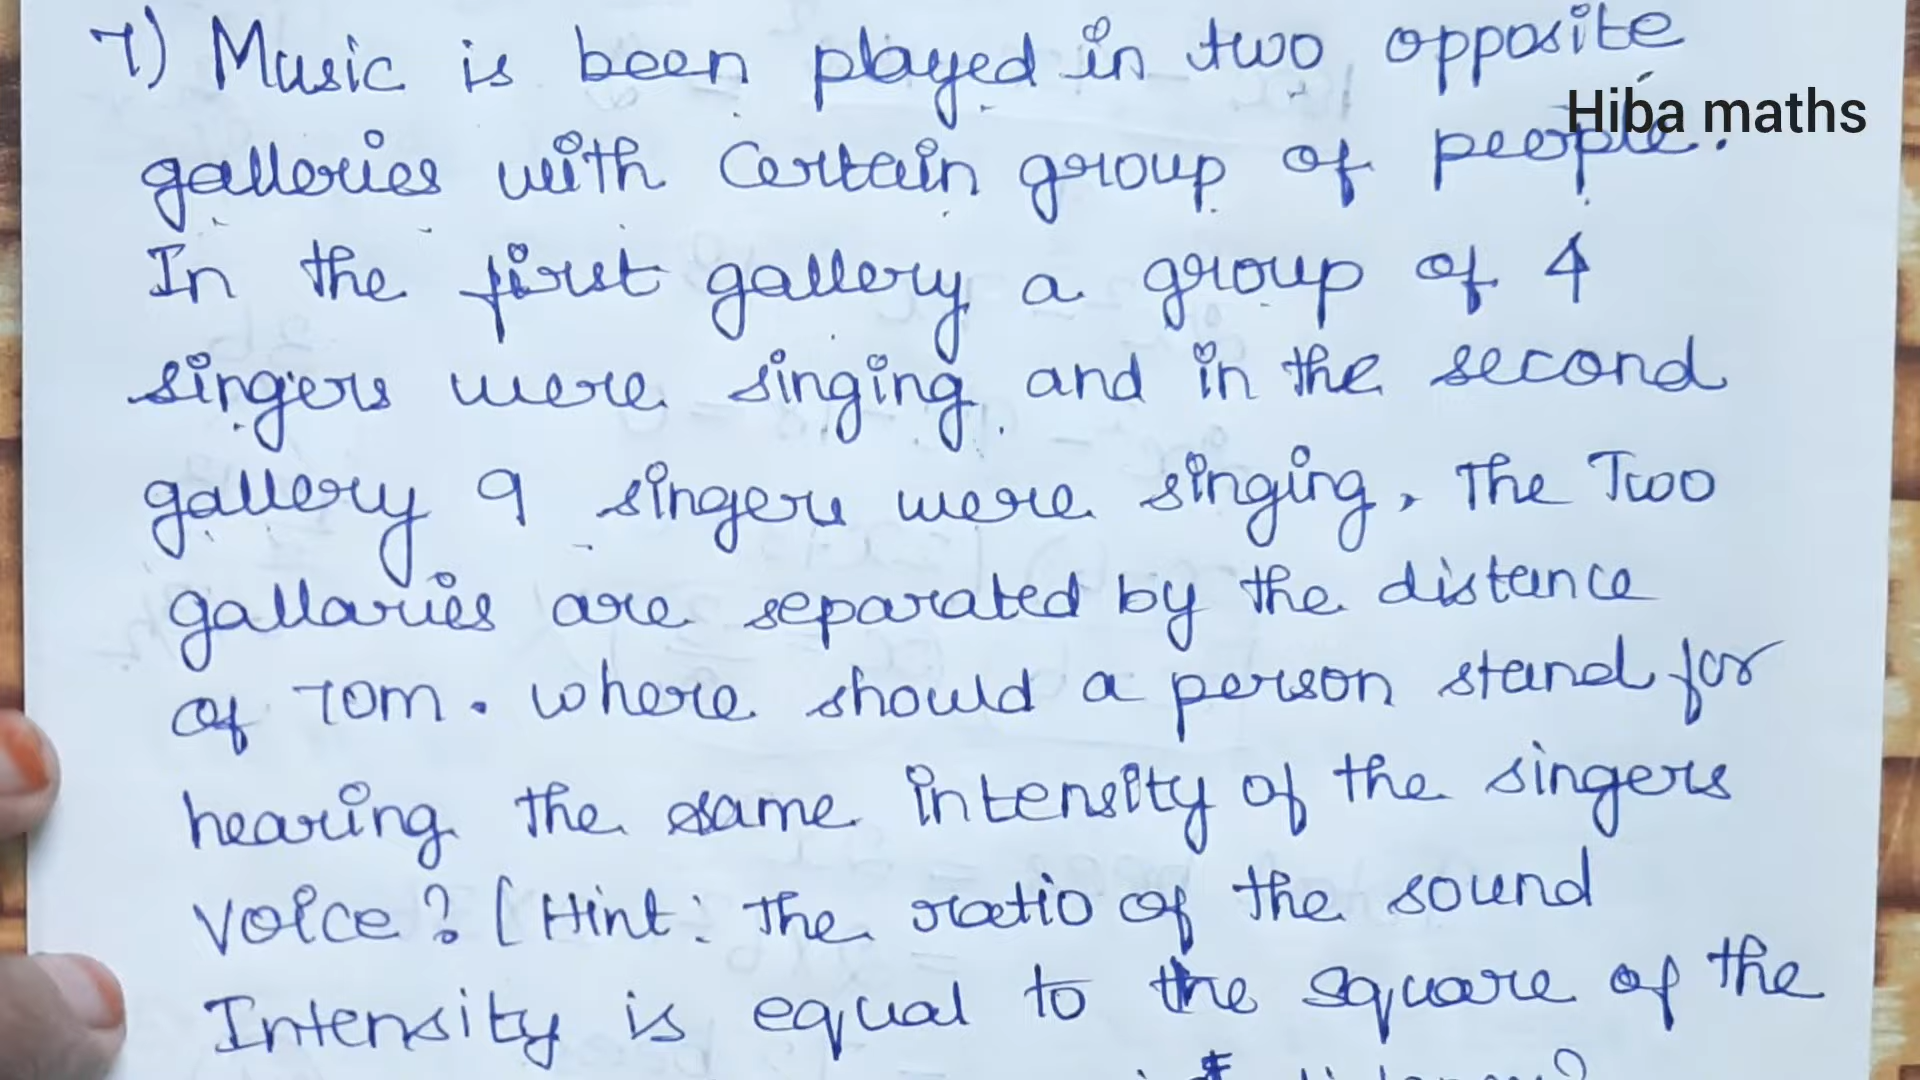 7) Music is been played in two opposite
Hiba maths
galleries with Certain group of people.
In the first gallery a group of 4
singers were singing and in the second
gallery 9 singers were singing, The Two
gallaries are separated by the distance
of 70m. where should a person stand for
hearing the same intensity of the singers
voice? [Hint: The ratio of the sound
Intensity is equal to the square of the